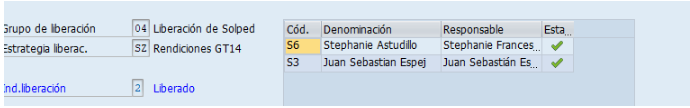 Grupo de liberación 04 Liberación de Solped
Estrategia liberac. SZ Rendiciones GT14
Ind.liberación 2 Liberado
Cód. Denominación Responsable Esta...
S6 Stephanie Astudillo Stephanie Frances...
S3 Juan Sebastian Espej Juan Sebastián Es...